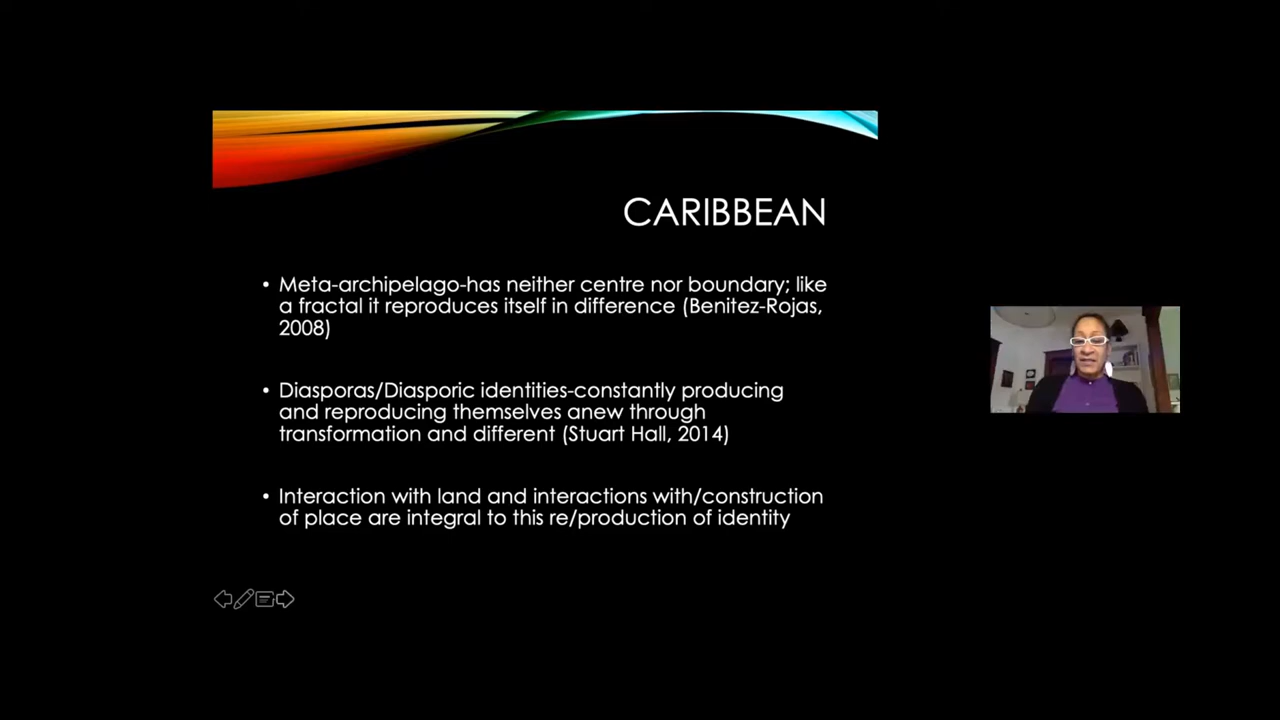 CARIBBEAN
• Meta-archipelago-has neither centre nor boundary; like
a fractal it reproduces itself in difference (Benitez-Rojas,
2008)
• Diasporas/Diasporic identities-constantly producing
and reproducing themselves anew through
transformation and different (Stuart Hall, 2014)
• Interaction with land and interactions with/construction
of place are integral to this re/production of identity